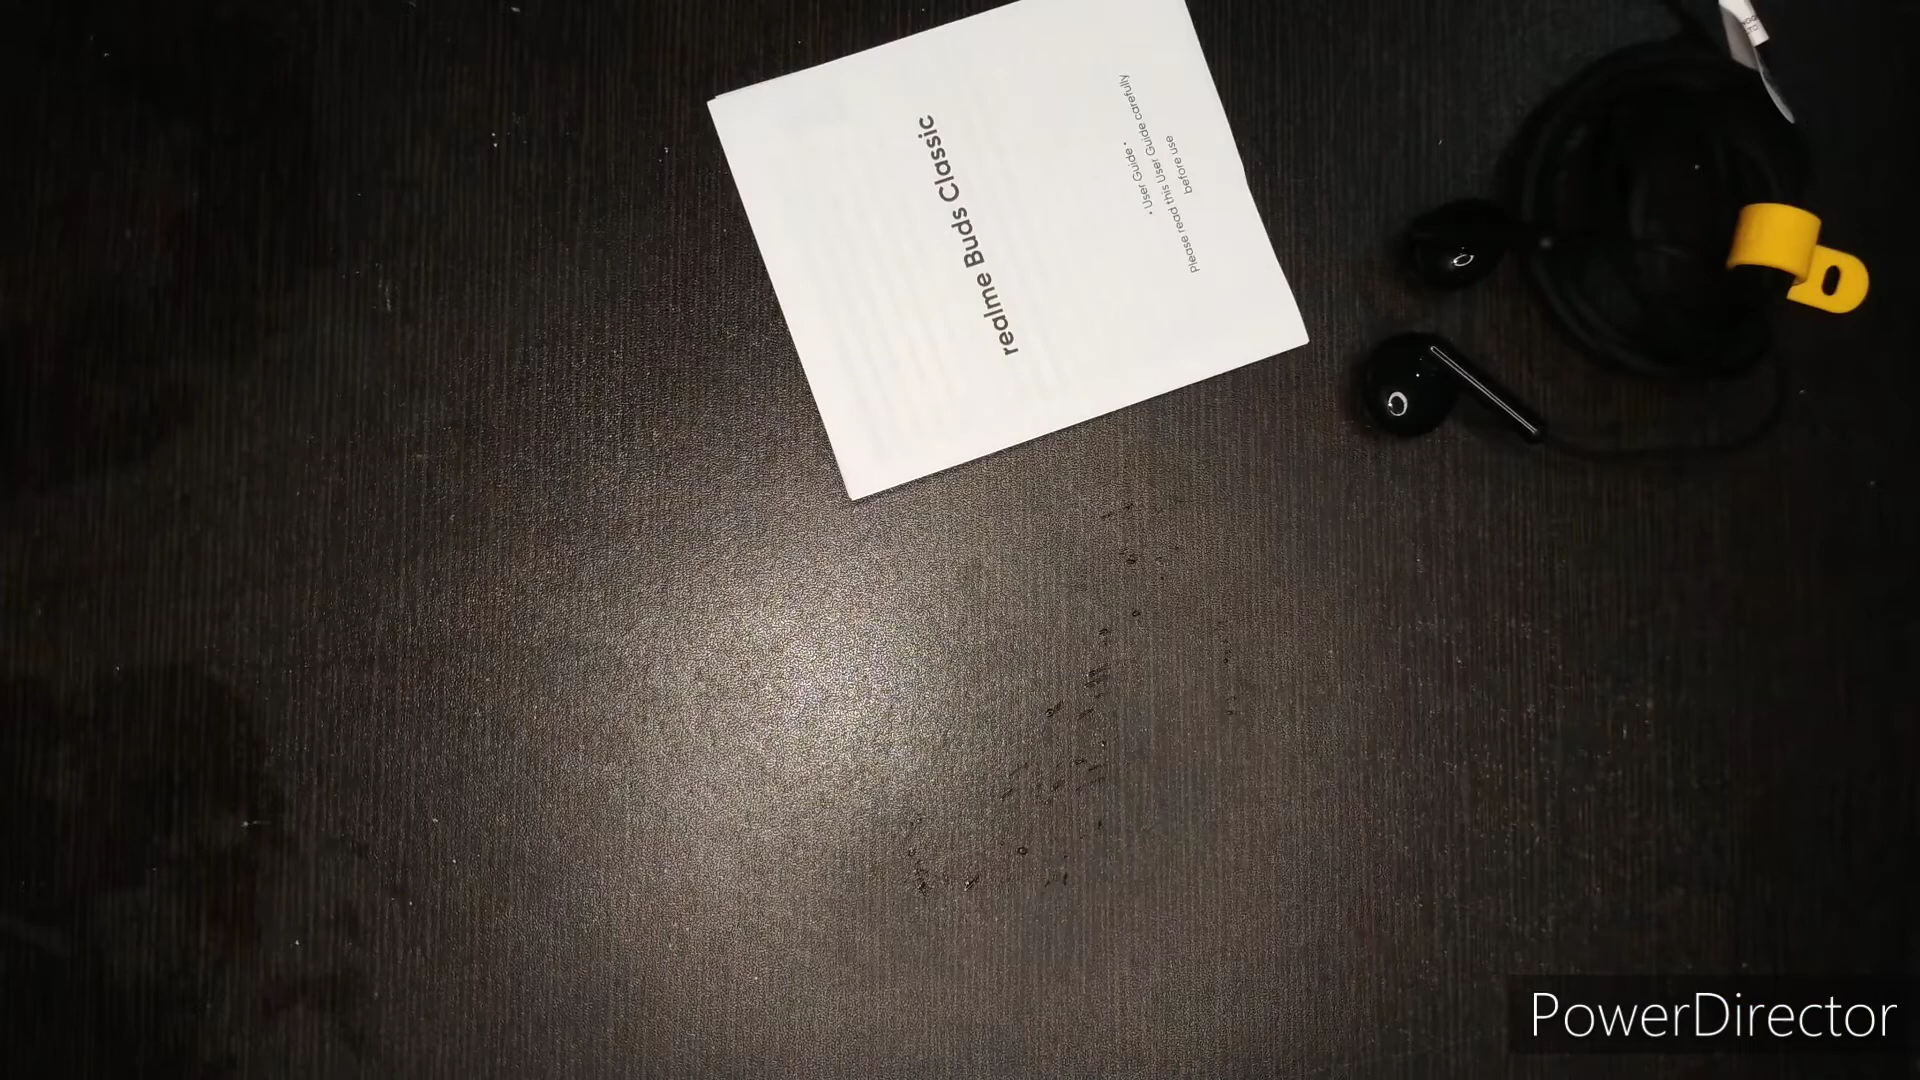 realme Buds Classic
• User Guide •
Please read this User Guide carefully
before use
PowerDirector